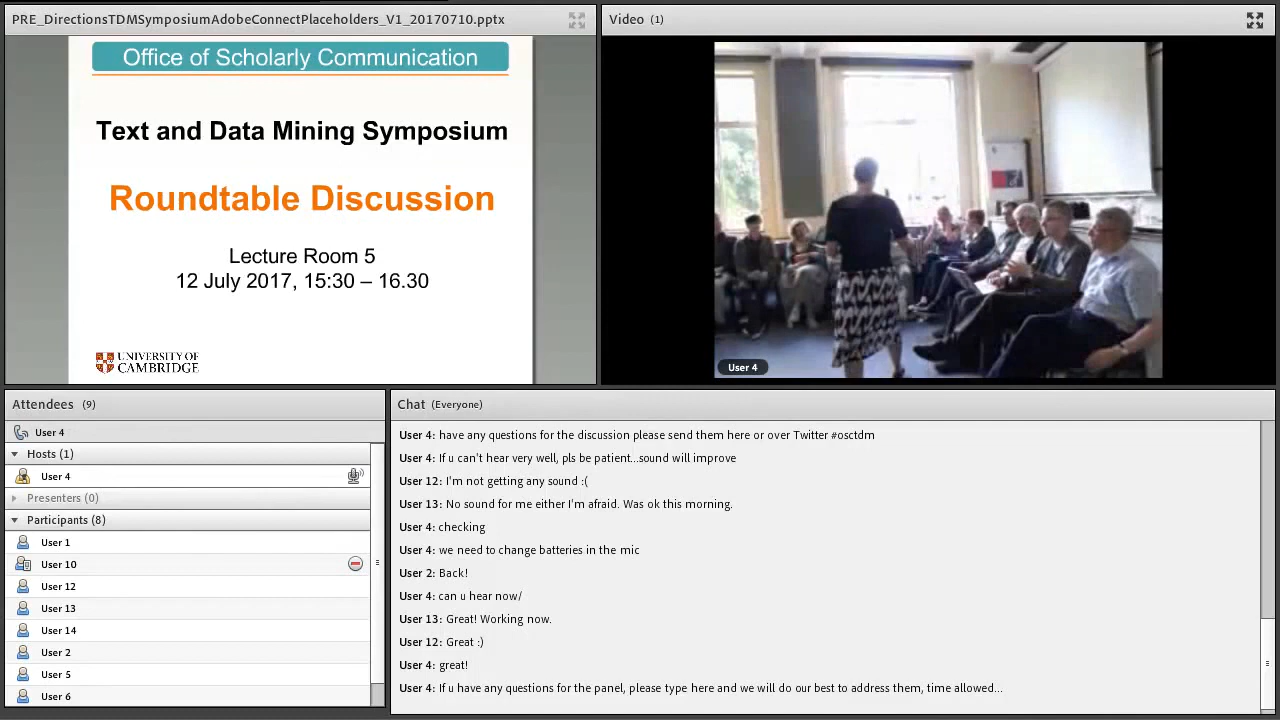 PRE_DirectionsTDMSymposiumAdobeConnectPlaceholders_V1_20170710.pptx
Office of Scholarly Communication
Text and Data Mining Symposium
Roundtable Discussion
Lecture Room 5
12 July 2017, 15:30 – 16.30
UNIVERSITY OF
CAMBRIDGE
Video (1)
User 4
Attendees (9)
User 4
Hosts (1)
User 4
Presenters (0)
Participants (8)
User 1
User 10
User 12
User 13
User 14
User 2
User 5
User 6
Chat (Everyone)
User 4: have any questions for the discussion please send them here or over Twitter #osctdm
User 4: If u can't hear very well, pls be patient...sound will improve
User 12: I'm not getting any sound :(
User 13: No sound for me either I'm afraid. Was ok this morning.
User 4: checking
User 4: we need to change batteries in the mic
User 2: Back!
User 4: can u hear now/
User 13: Great! Working now.
User 12: Great :)
User 4: great!
User 4: If u have any questions for the panel, please type here and we will do our best to address them, time allowed...